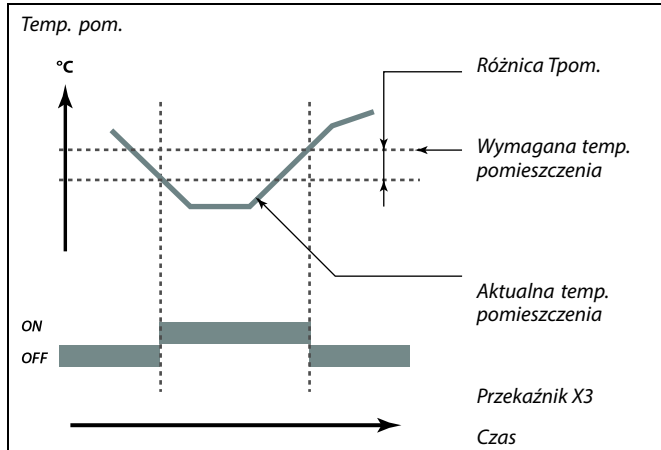 Temp. pom.
°C
Różnica Tpom.
Wymagana temp.
pomieszczenia
Aktualna temp.
pomieszczenia
ON
OFF
Przekaźnik X3
Czas